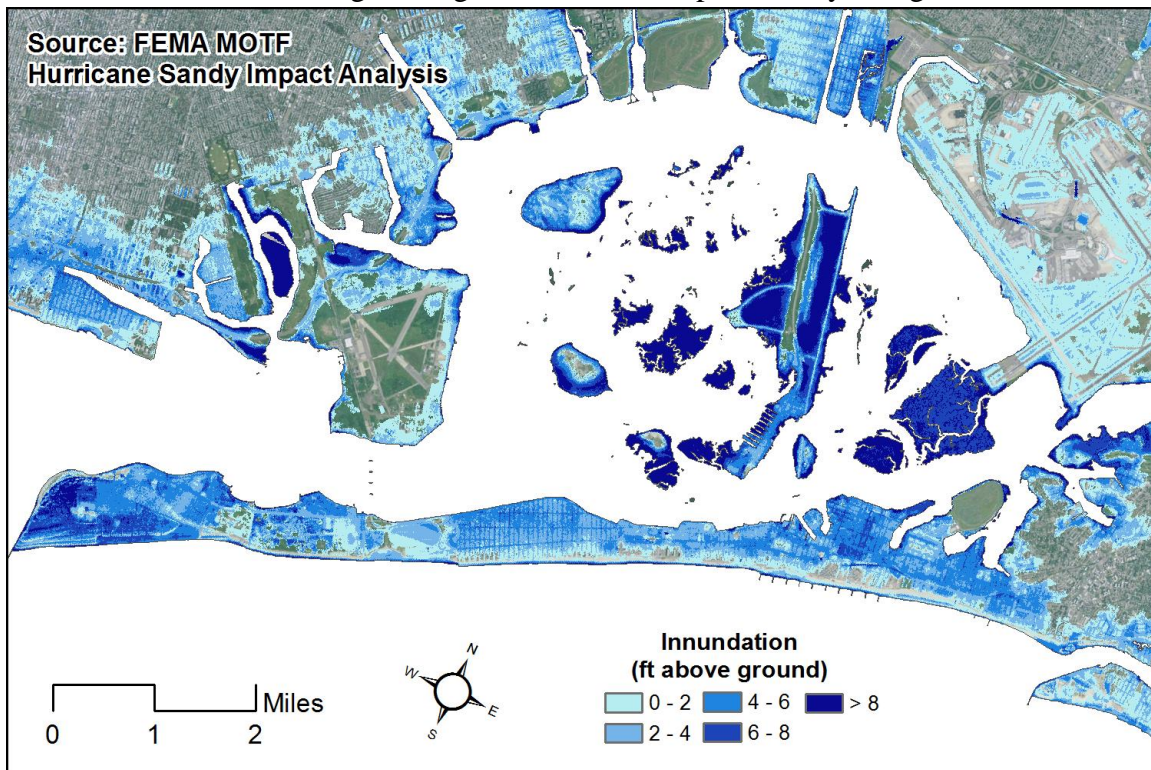 Source: FEMA MOTF
Hurricane Sandy Impact Analysis
N
W
E
S
Innundation
(ft above ground)
0 - 2
4 - 6
> 8
2 - 4
6 - 8
Miles
0
1
2